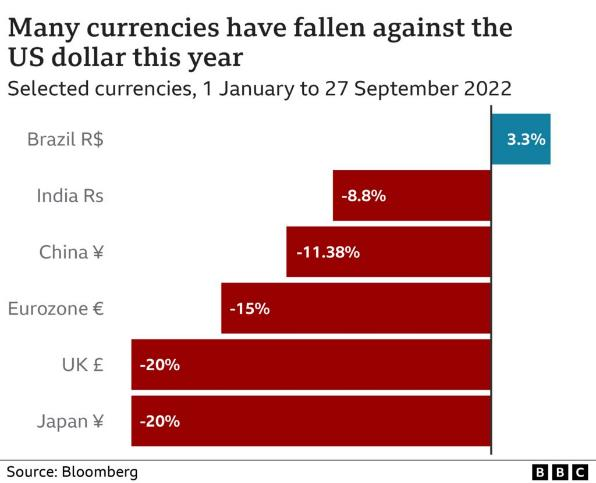 Many currencies have fallen against the
US dollar this year
Selected currencies, 1 January to 27 September 2022
Brazil R$ 3.3%
India Rs -8.8%
China ¥ -11.38%
Eurozone € -15%
UK £ -20%
Japan ¥ -20%
Source: Bloomberg BBC